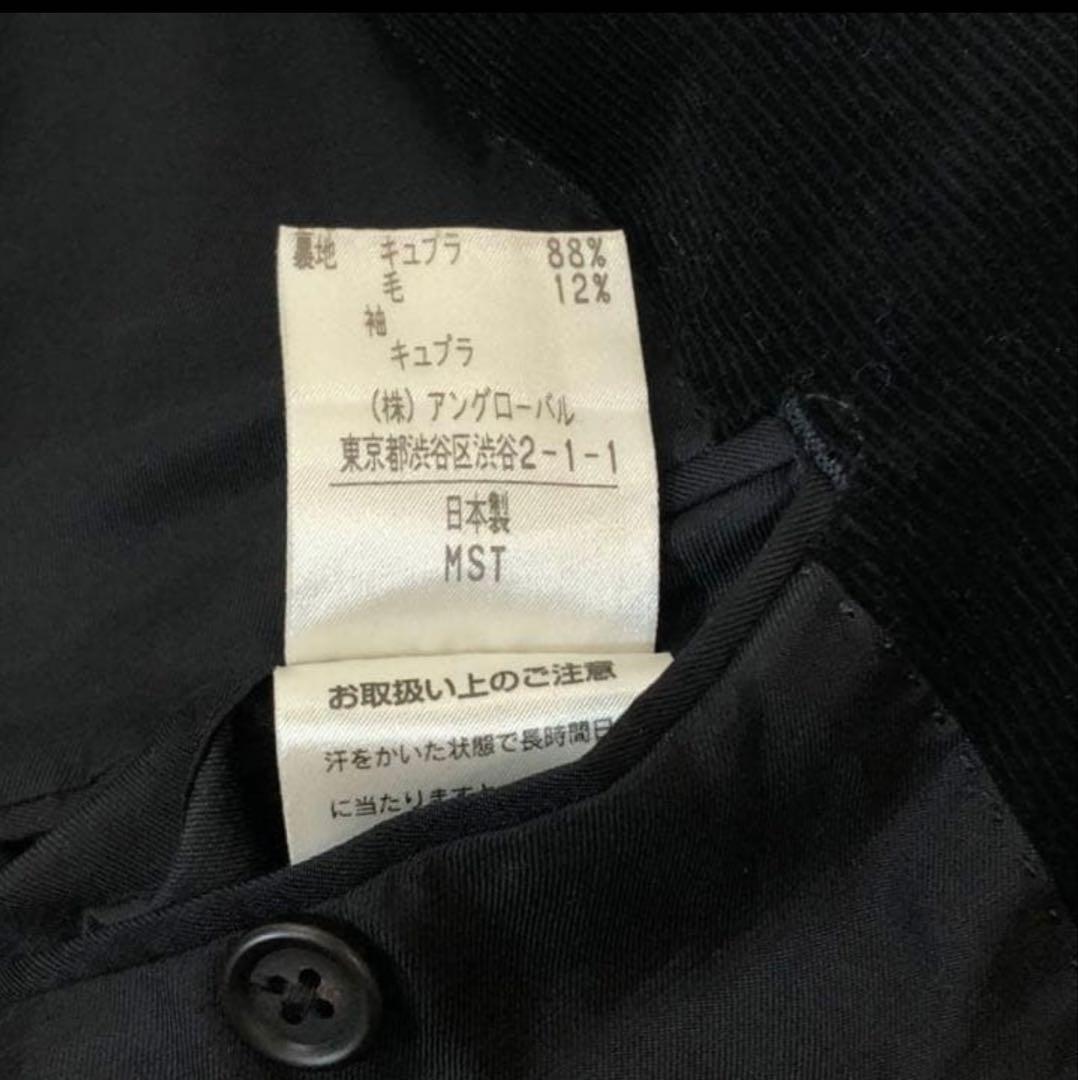 裏地 キュプラ 88%
毛 12%
袖
キュプラ
(株) アングローバル
東京都渋谷区渋谷2-1-1
日本製
MST
お取扱い上のご注意
汗をかいた状態で長時間日
に当たりますと